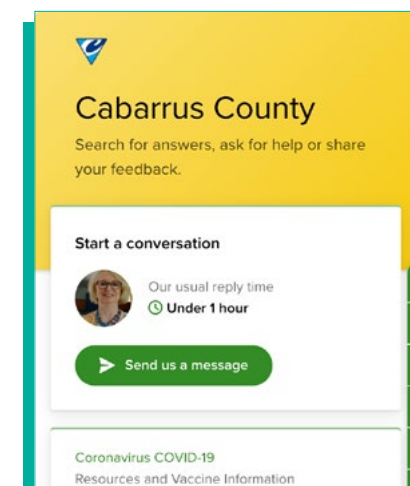 Cabarrus County
Search for answers, ask for help or share
your feedback.
Start a conversation
Our usual reply time
Under 1 hour
Send us a message
Coronavirus COVID-19
Resources and Vaccine Information